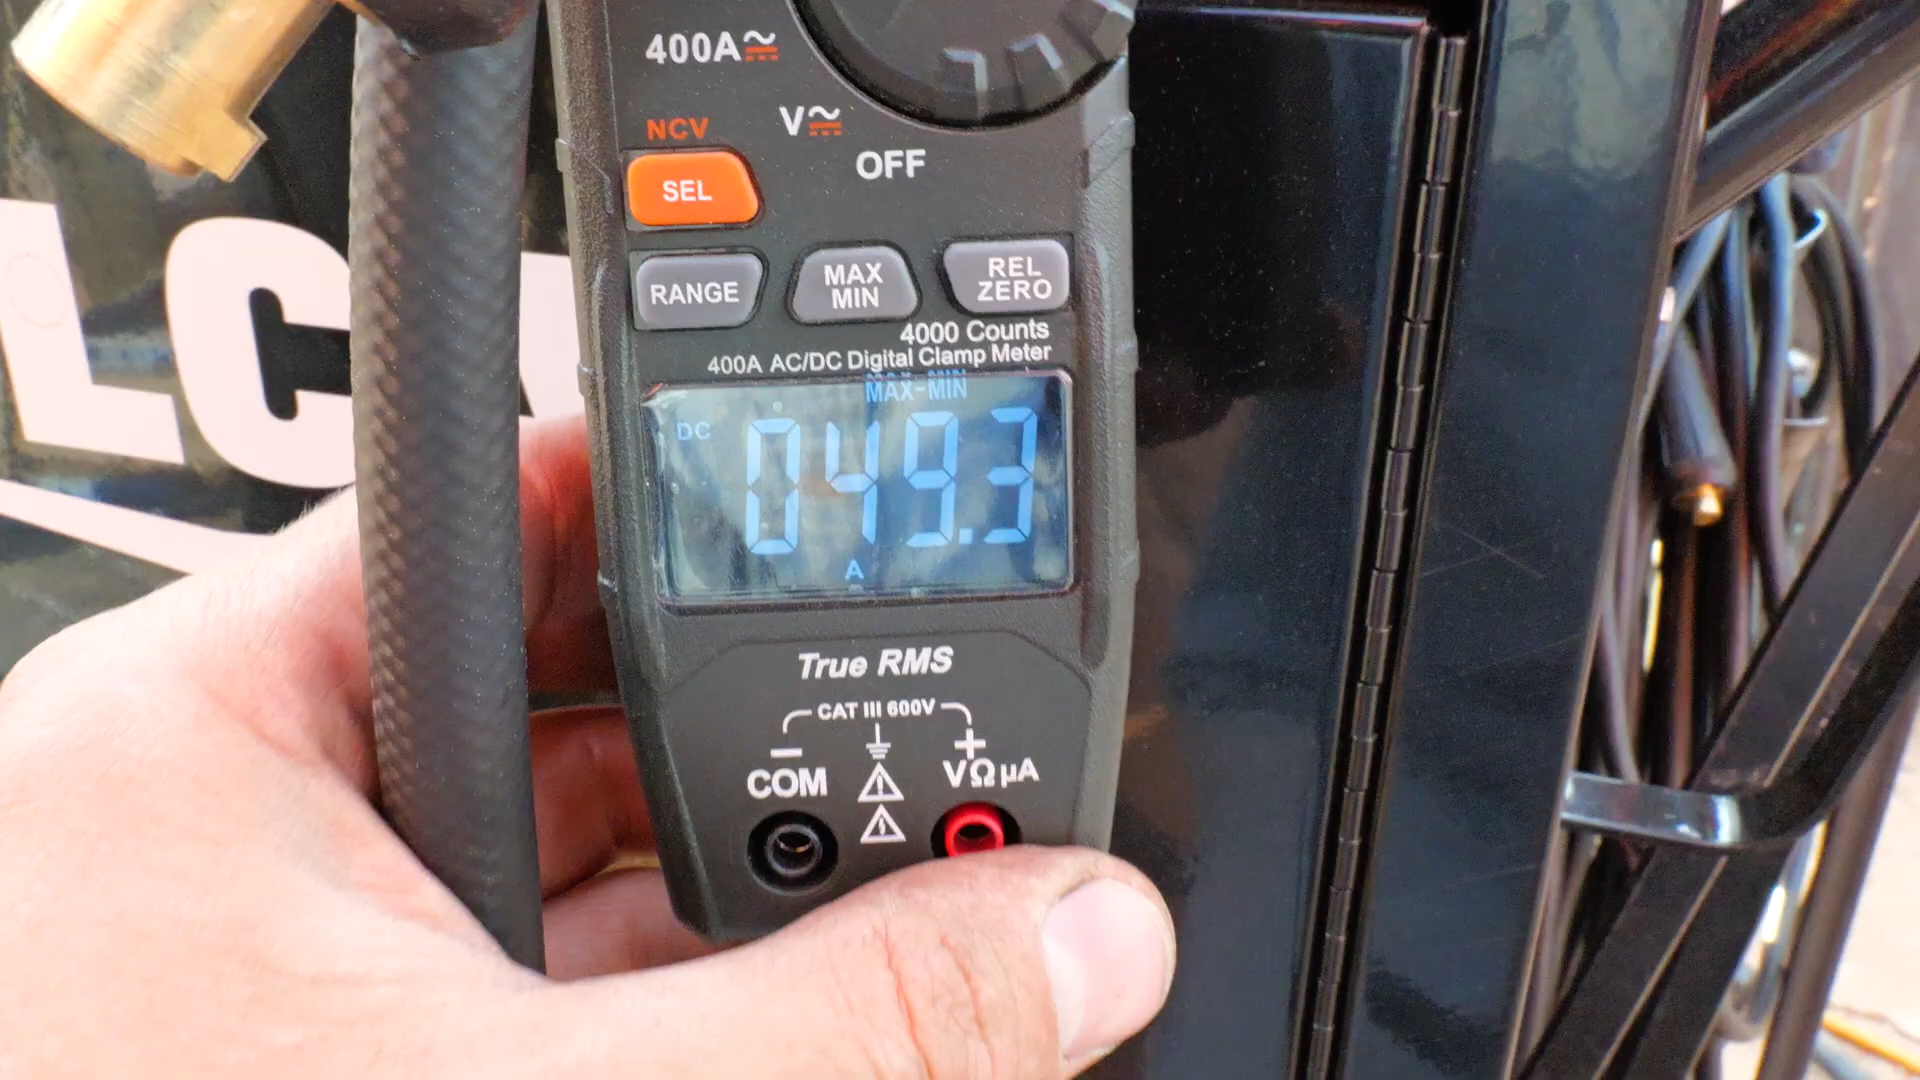 400A
NCV
V
OFF
SEL
RANGE
MAX
MIN
REL
ZERO
4000 Counts
400A AC/DC Digital Clamp Meter
MAX-MIN
DC
049.3
A
True RMS
CAT III 600V
− +
COM
VΩµA
LC